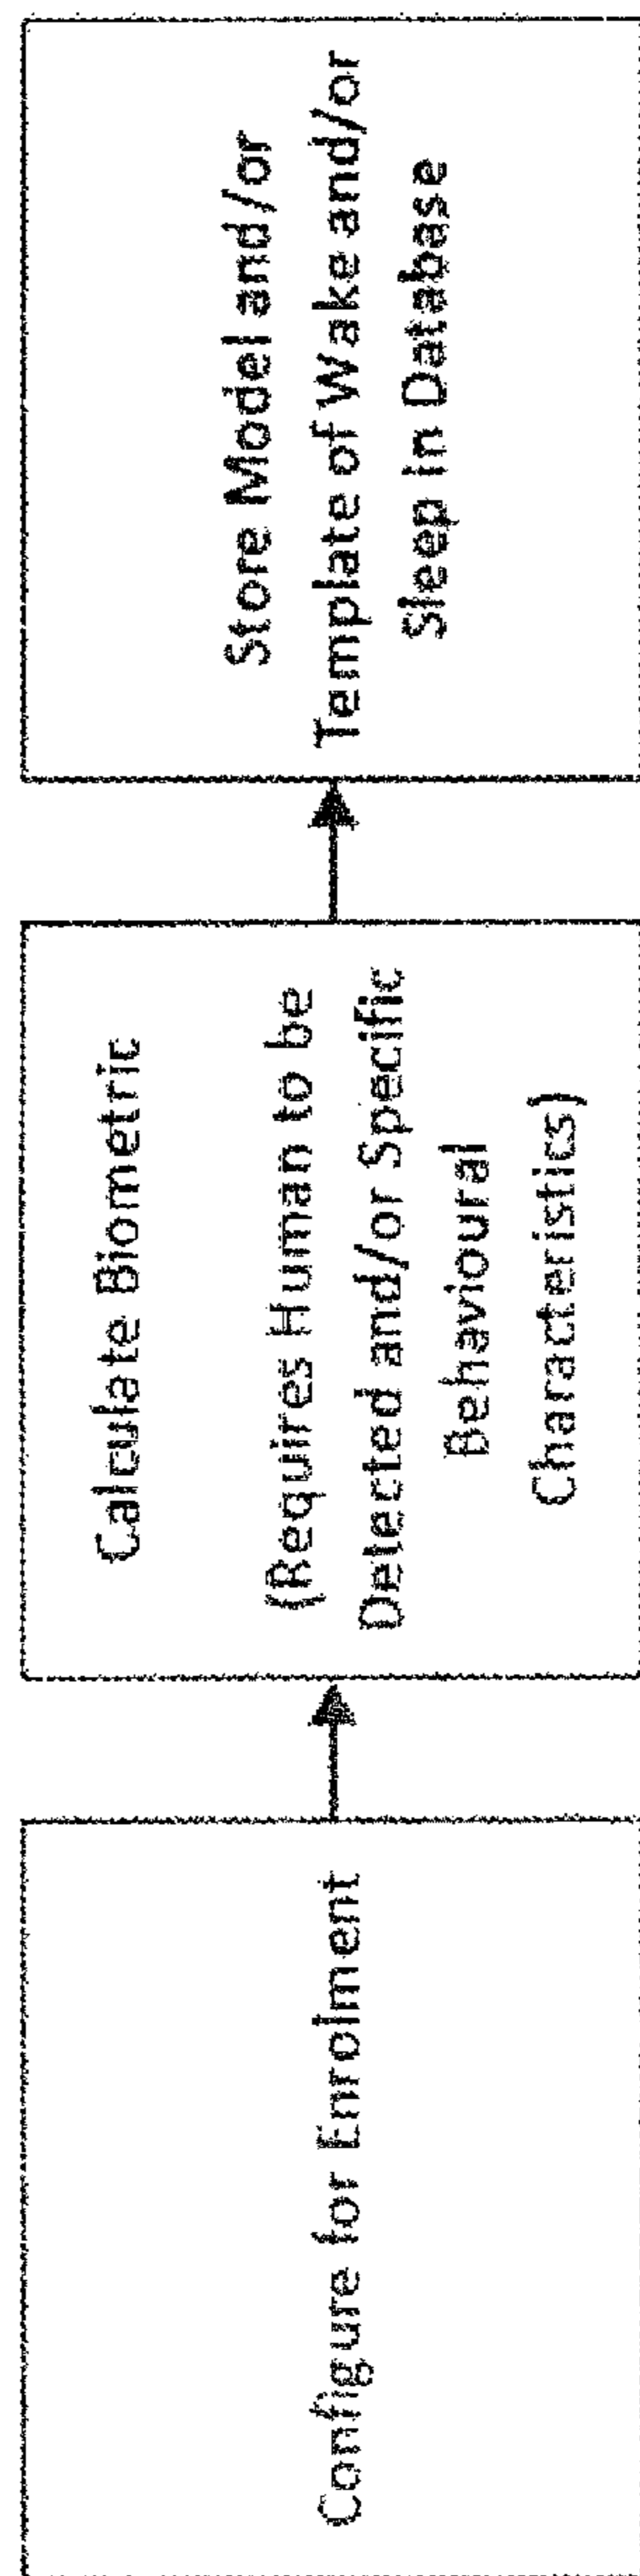 Configure for Enrolment
Calculate Biometric
(Requires Human to be
Detected and/or Specific
Behavioural
Characteristics)
Store Model and/or
Template of Wake and/or
Sleep in Database